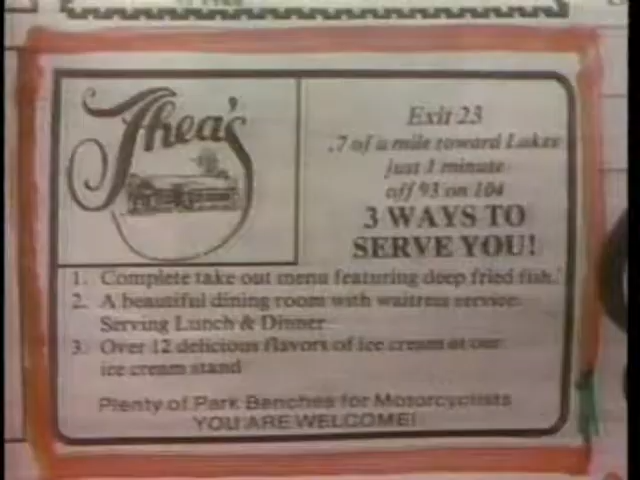 Thea's
Exit 23
.7 of a mile toward Lakes
just 1 minute
off 93 on 104
3 WAYS TO
SERVE YOU!
1. Complete take out menu featuring deep fried fish.
2. A beautiful dining room with waitress service.
Serving Lunch & Dinner
3. Over 12 delicious flavors of ice cream at our
ice cream stand
Plenty of Park Benches for Motorcyclists
YOU ARE WELCOME!